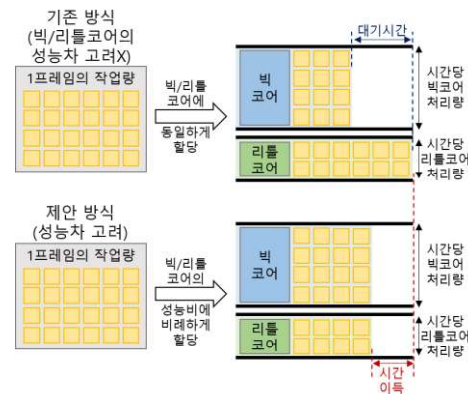 기존 방식
(빅/리틀코어의
성능차 고려X)
1프레임의 작업량
빅/리틀
코어에
동일하게
할당
대기시간
빅
코어
시간당
빅코어
처리량
리틀
코어
시간당
리틀코어
처리량
제안 방식
(성능차 고려)
1프레임의 작업량
빅/리틀
코어의
성능비에
비례하게
할당
빅
코어
시간당
빅코어
처리량
리틀
코어
시간당
리틀코어
처리량
시간
이득